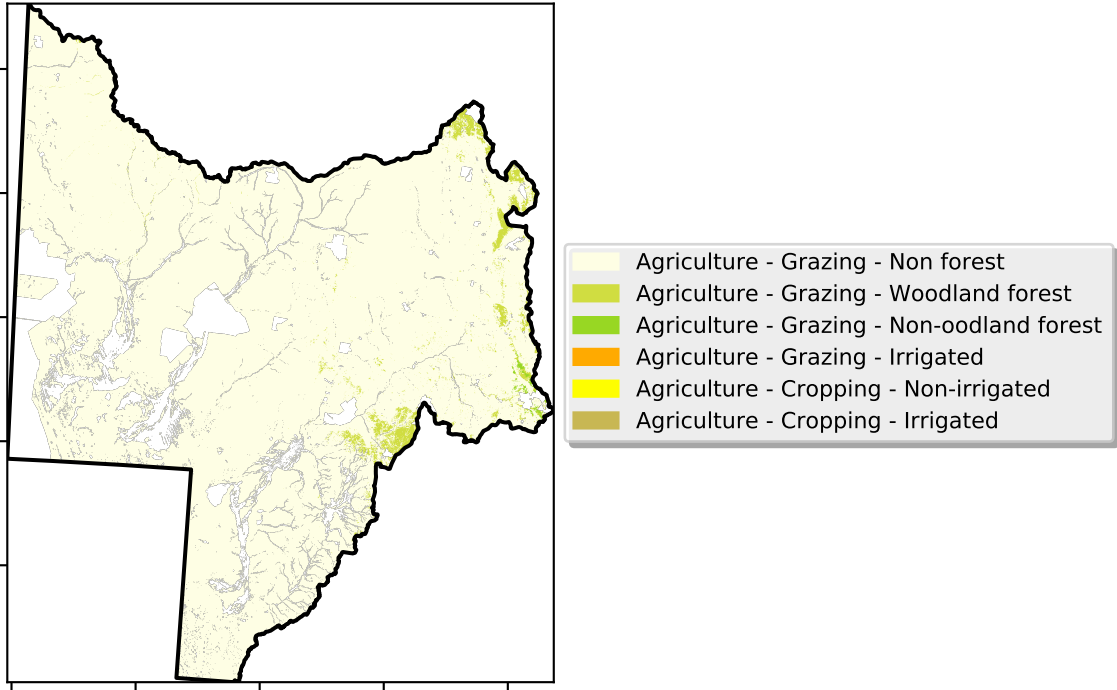 Agriculture - Grazing - Non forest
Agriculture - Grazing - Woodland forest
Agriculture - Grazing - Non-oodland forest
Agriculture - Grazing - Irrigated
Agriculture - Cropping - Non-irrigated
Agriculture - Cropping - Irrigated